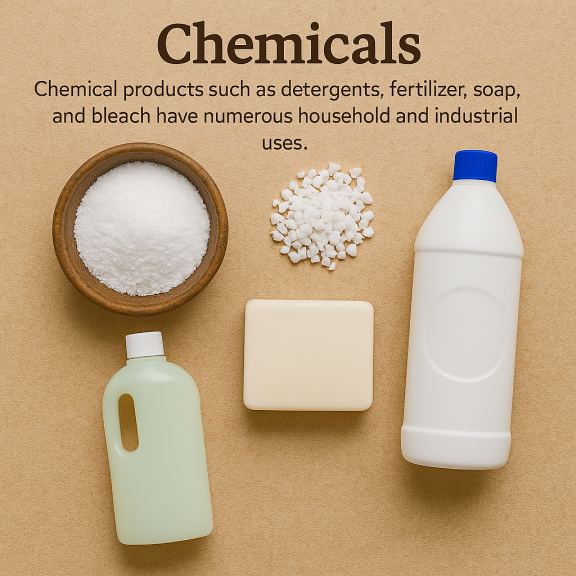 Chemicals
Chemical products such as detergents, fertilizer, soap,
and bleach have numerous household and industrial
uses.